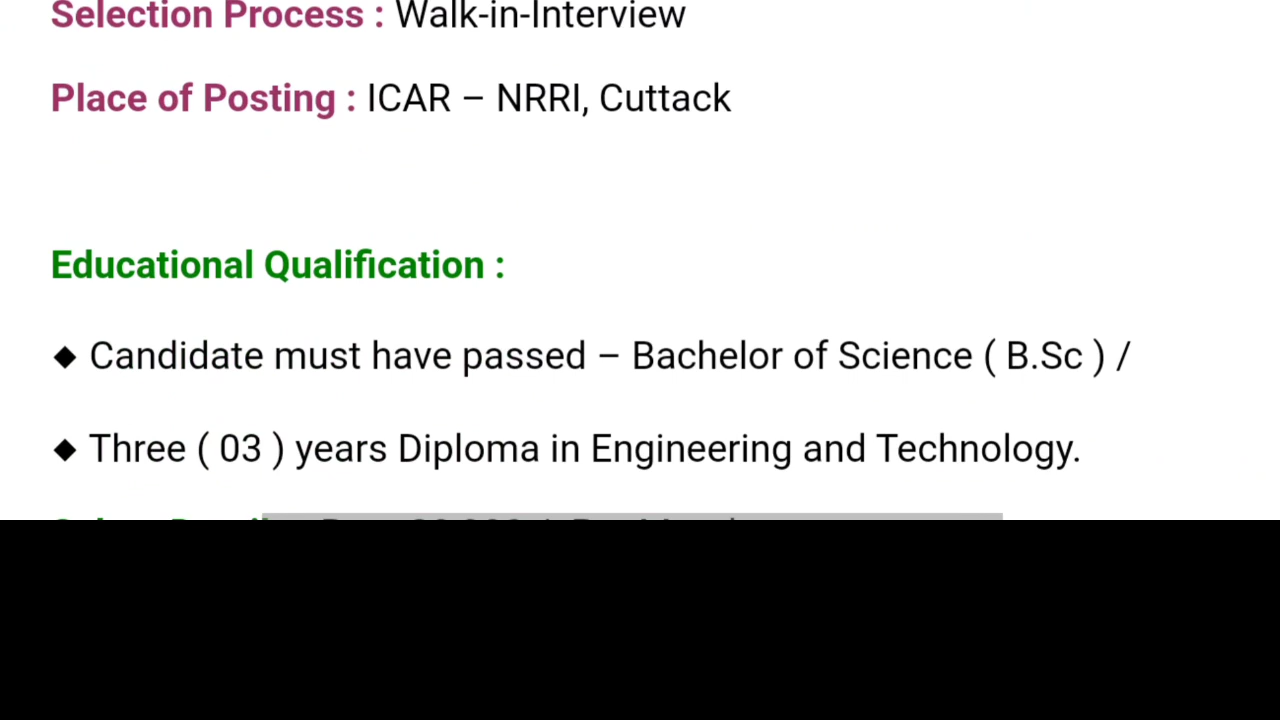 Selection Process : Walk-in-Interview
Place of Posting : ICAR – NRRI, Cuttack
Educational Qualification :
◆ Candidate must have passed – Bachelor of Science ( B.Sc ) /
◆ Three ( 03 ) years Diploma in Engineering and Technology.